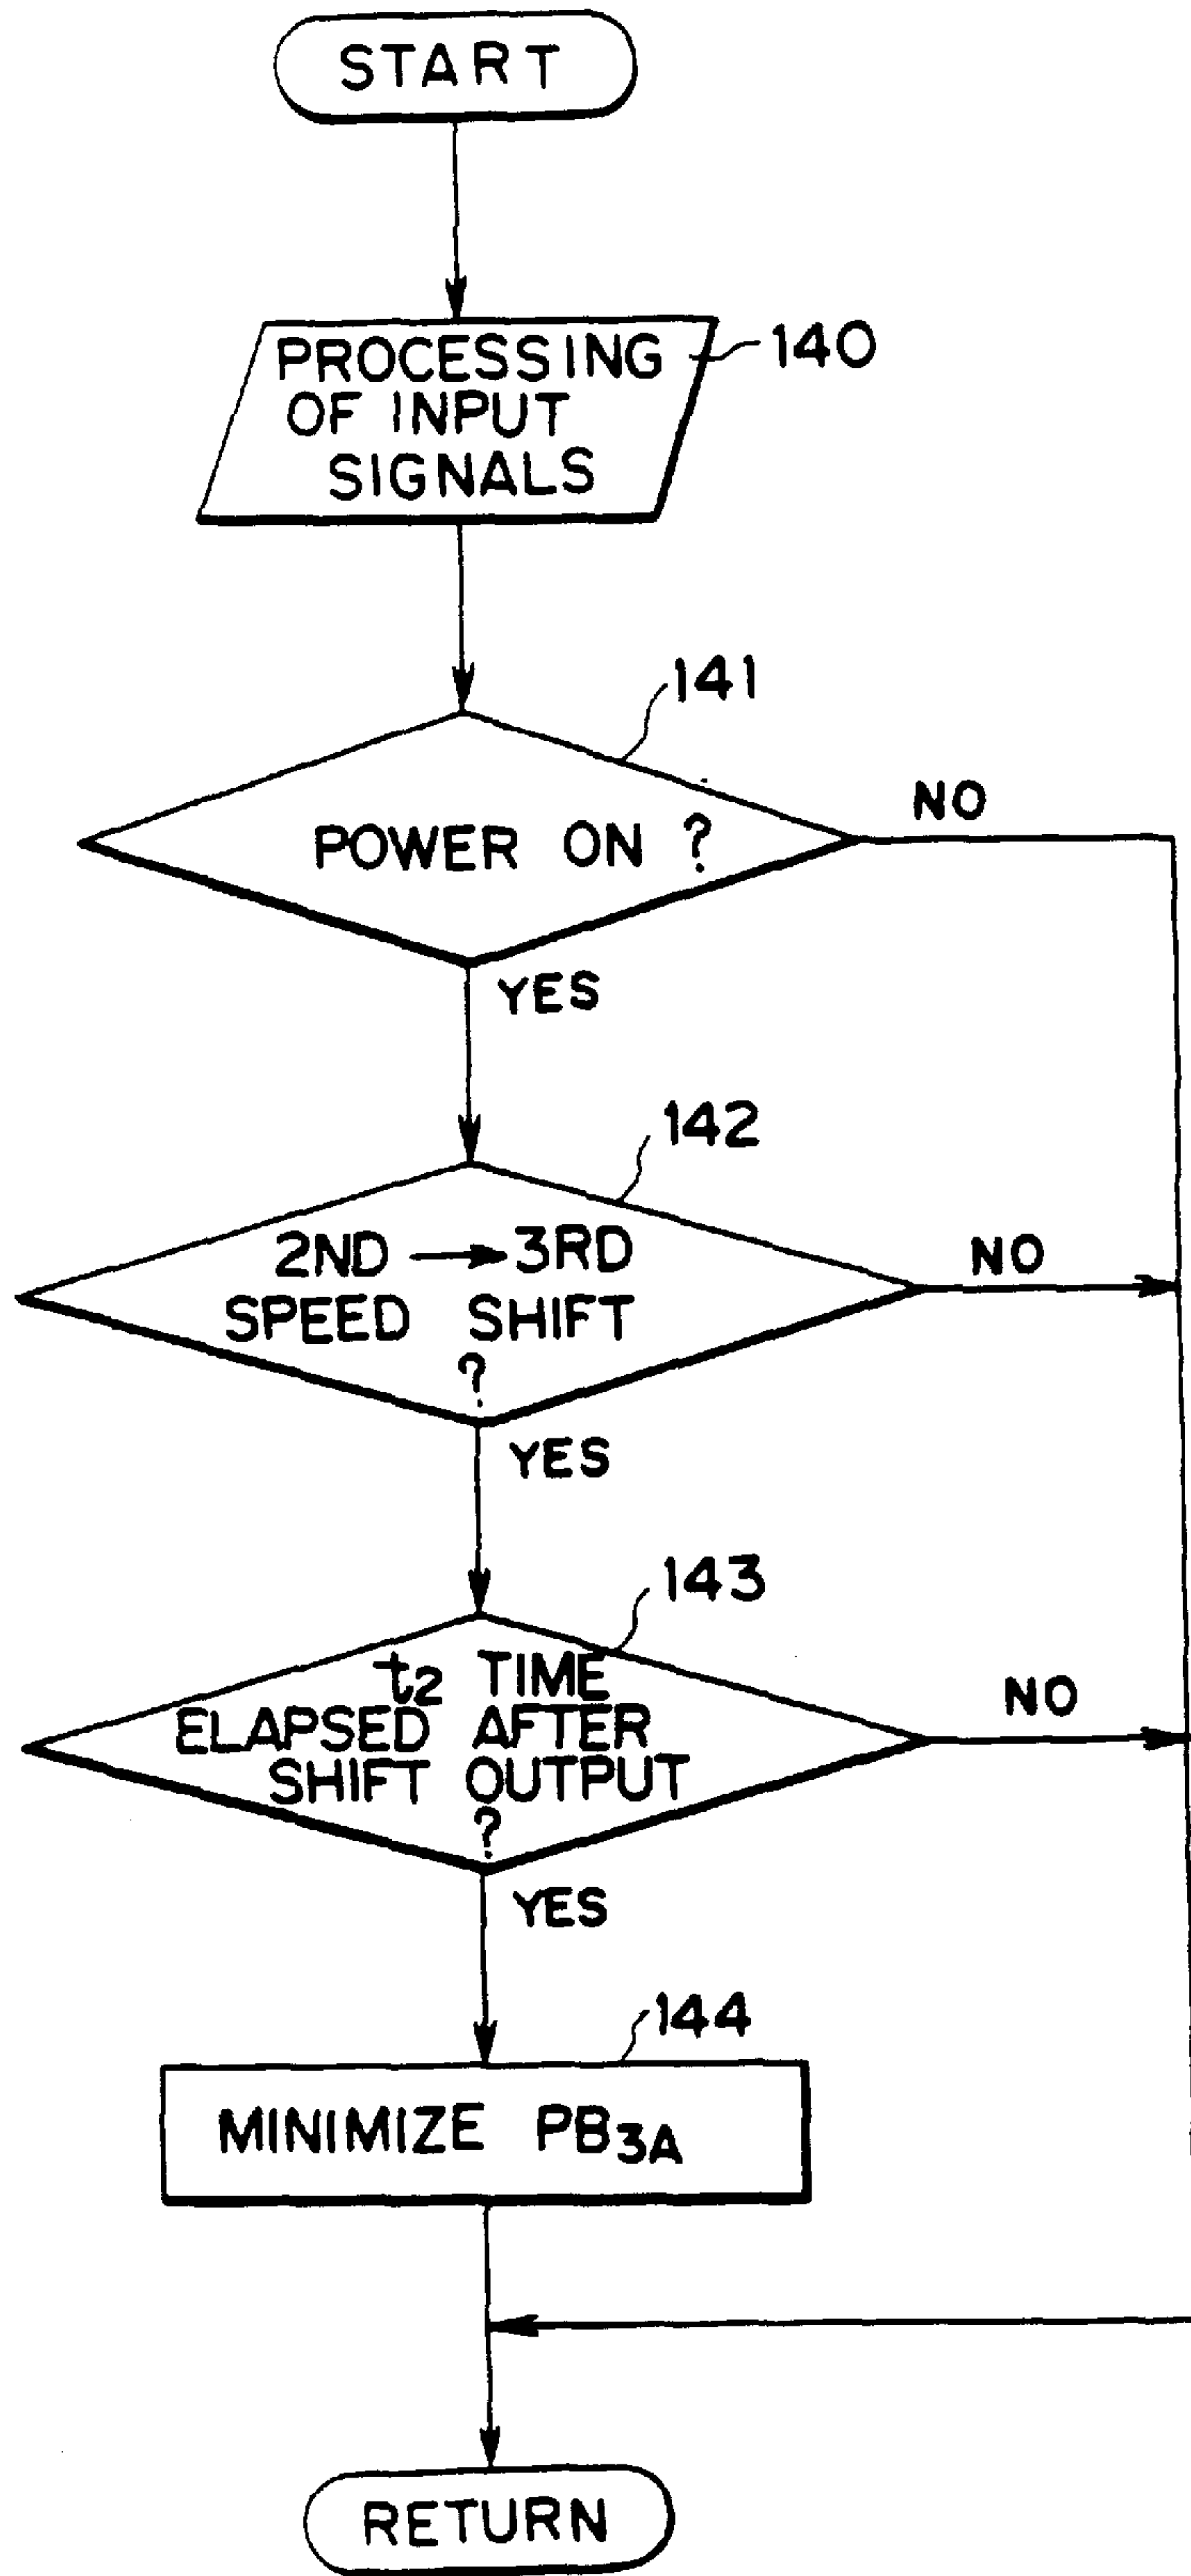 START
PROCESSING
OF INPUT
SIGNALS
140
141
POWER ON ?
NO
YES
142
2ND → 3RD
SPEED SHIFT
?
NO
YES
143
t2 TIME
ELAPSED AFTER
SHIFT OUTPUT
?
NO
YES
144
MINIMIZE PB3A
RETURN